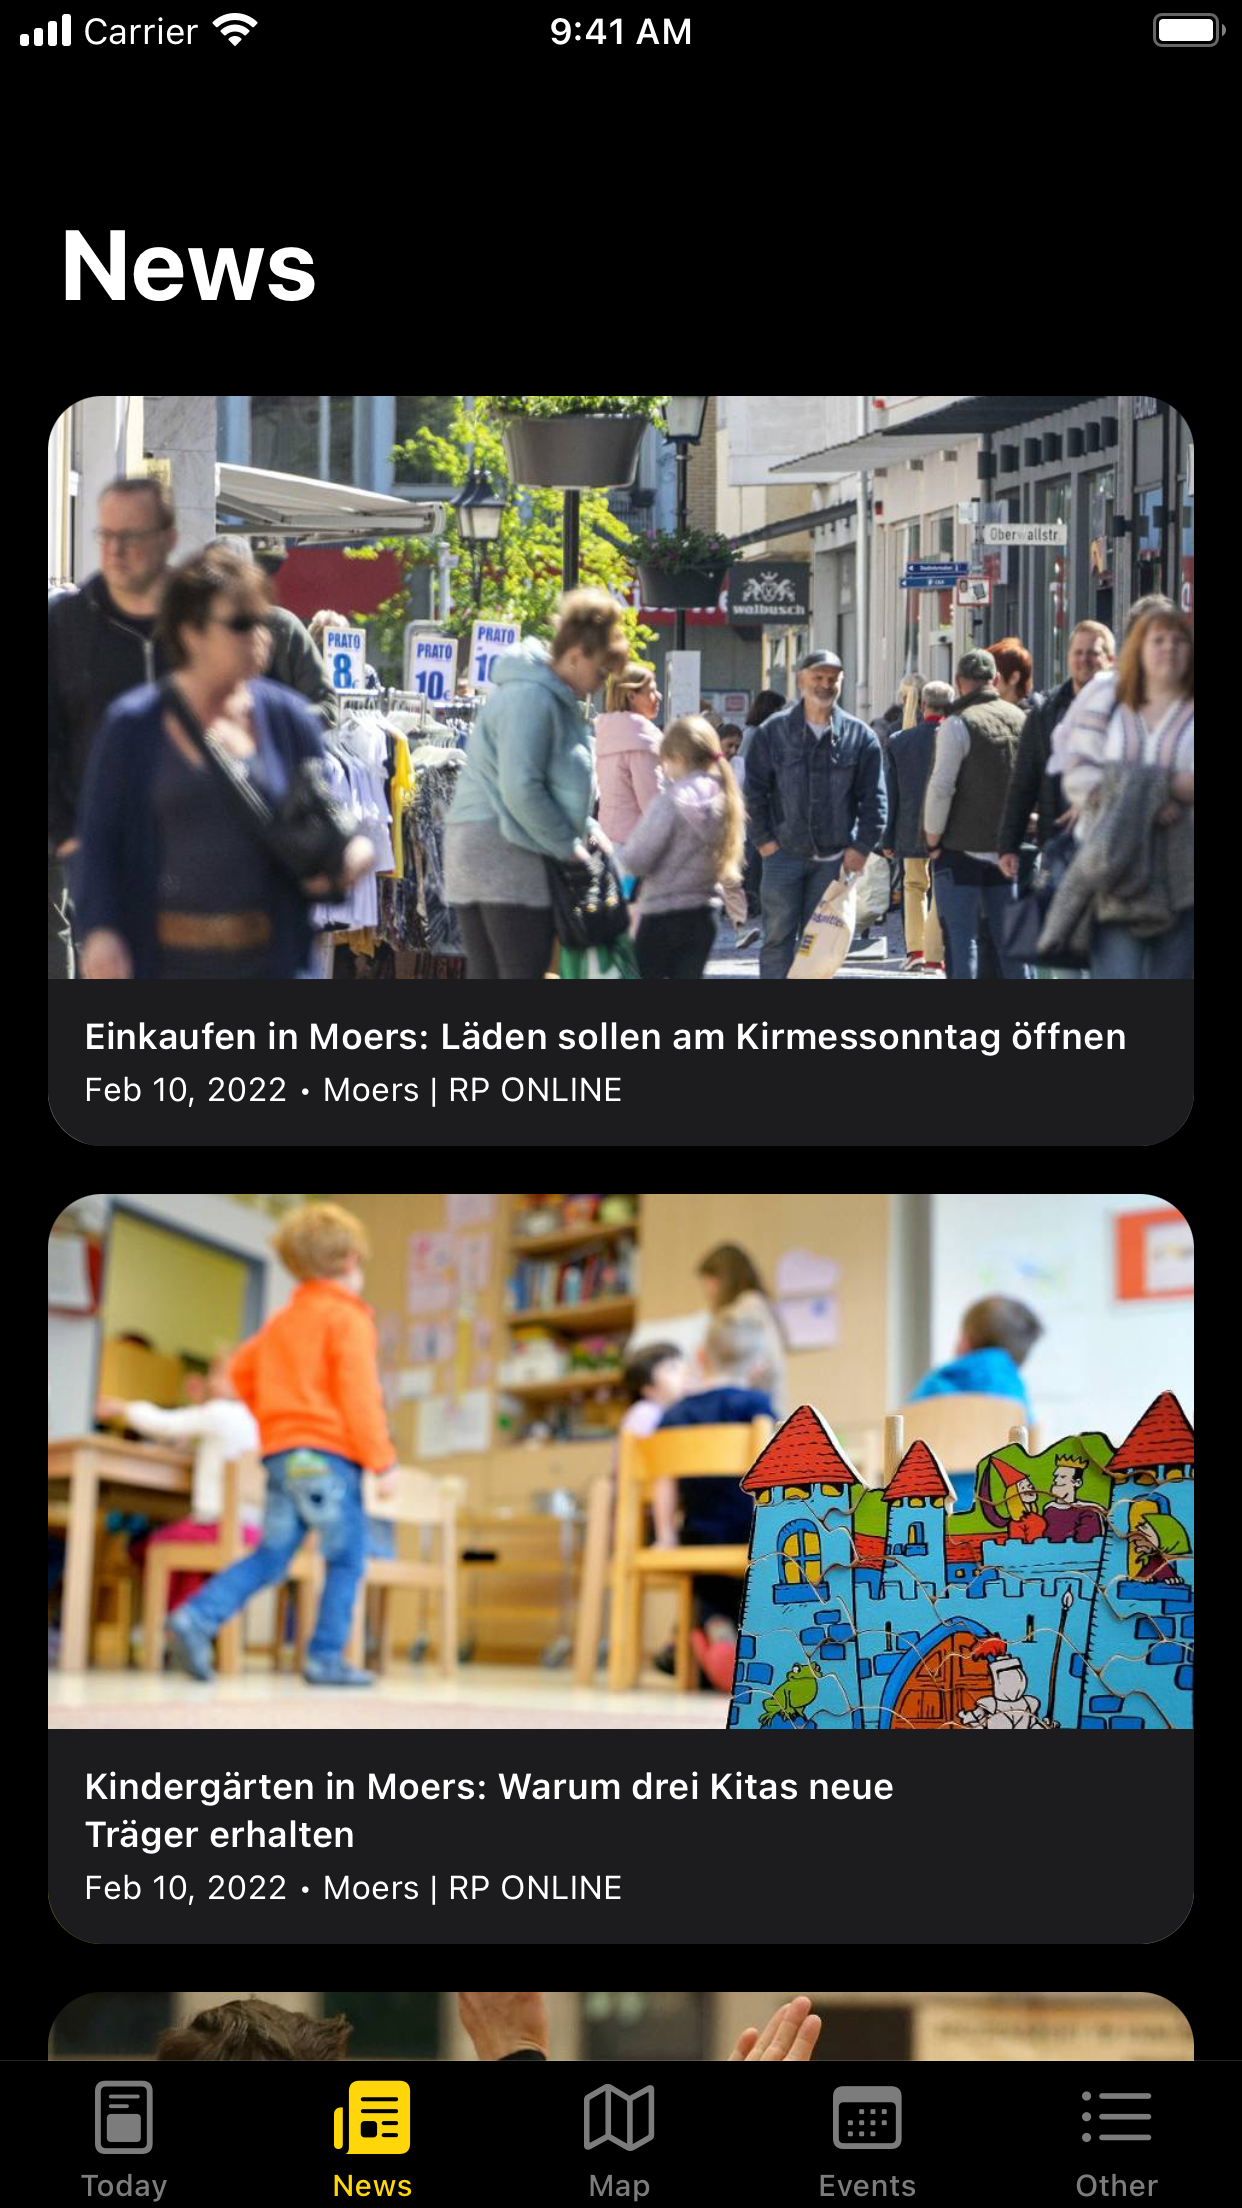 Carrier
9:41 AM
News
Oberwallstr.
walbusch
PRATO
8
PRATO
10
PRATO
Einkaufen in Moers: Läden sollen am Kirmessonntag öffnen
Feb 10, 2022 • Moers | RP ONLINE
Kindergärten in Moers: Warum drei Kitas neue
Träger erhalten
Feb 10, 2022 • Moers | RP ONLINE
Today
News
Map
Events
Other